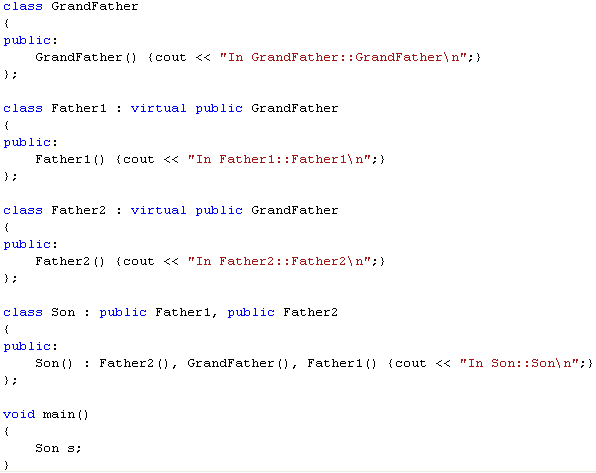 class GrandFather
{
public:
    GrandFather() {cout << "In GrandFather::GrandFather\n";}
};

class Father1 : virtual public GrandFather
{
public:
    Father1() {cout << "In Father1::Father1\n";}
};

class Father2 : virtual public GrandFather
{
public:
    Father2() {cout << "In Father2::Father2\n";}
};

class Son : public Father1, public Father2
{
public:
    Son() : Father2(), GrandFather(), Father1() {cout << "In Son::Son\n";}
};

void main()
{
    Son s;
}